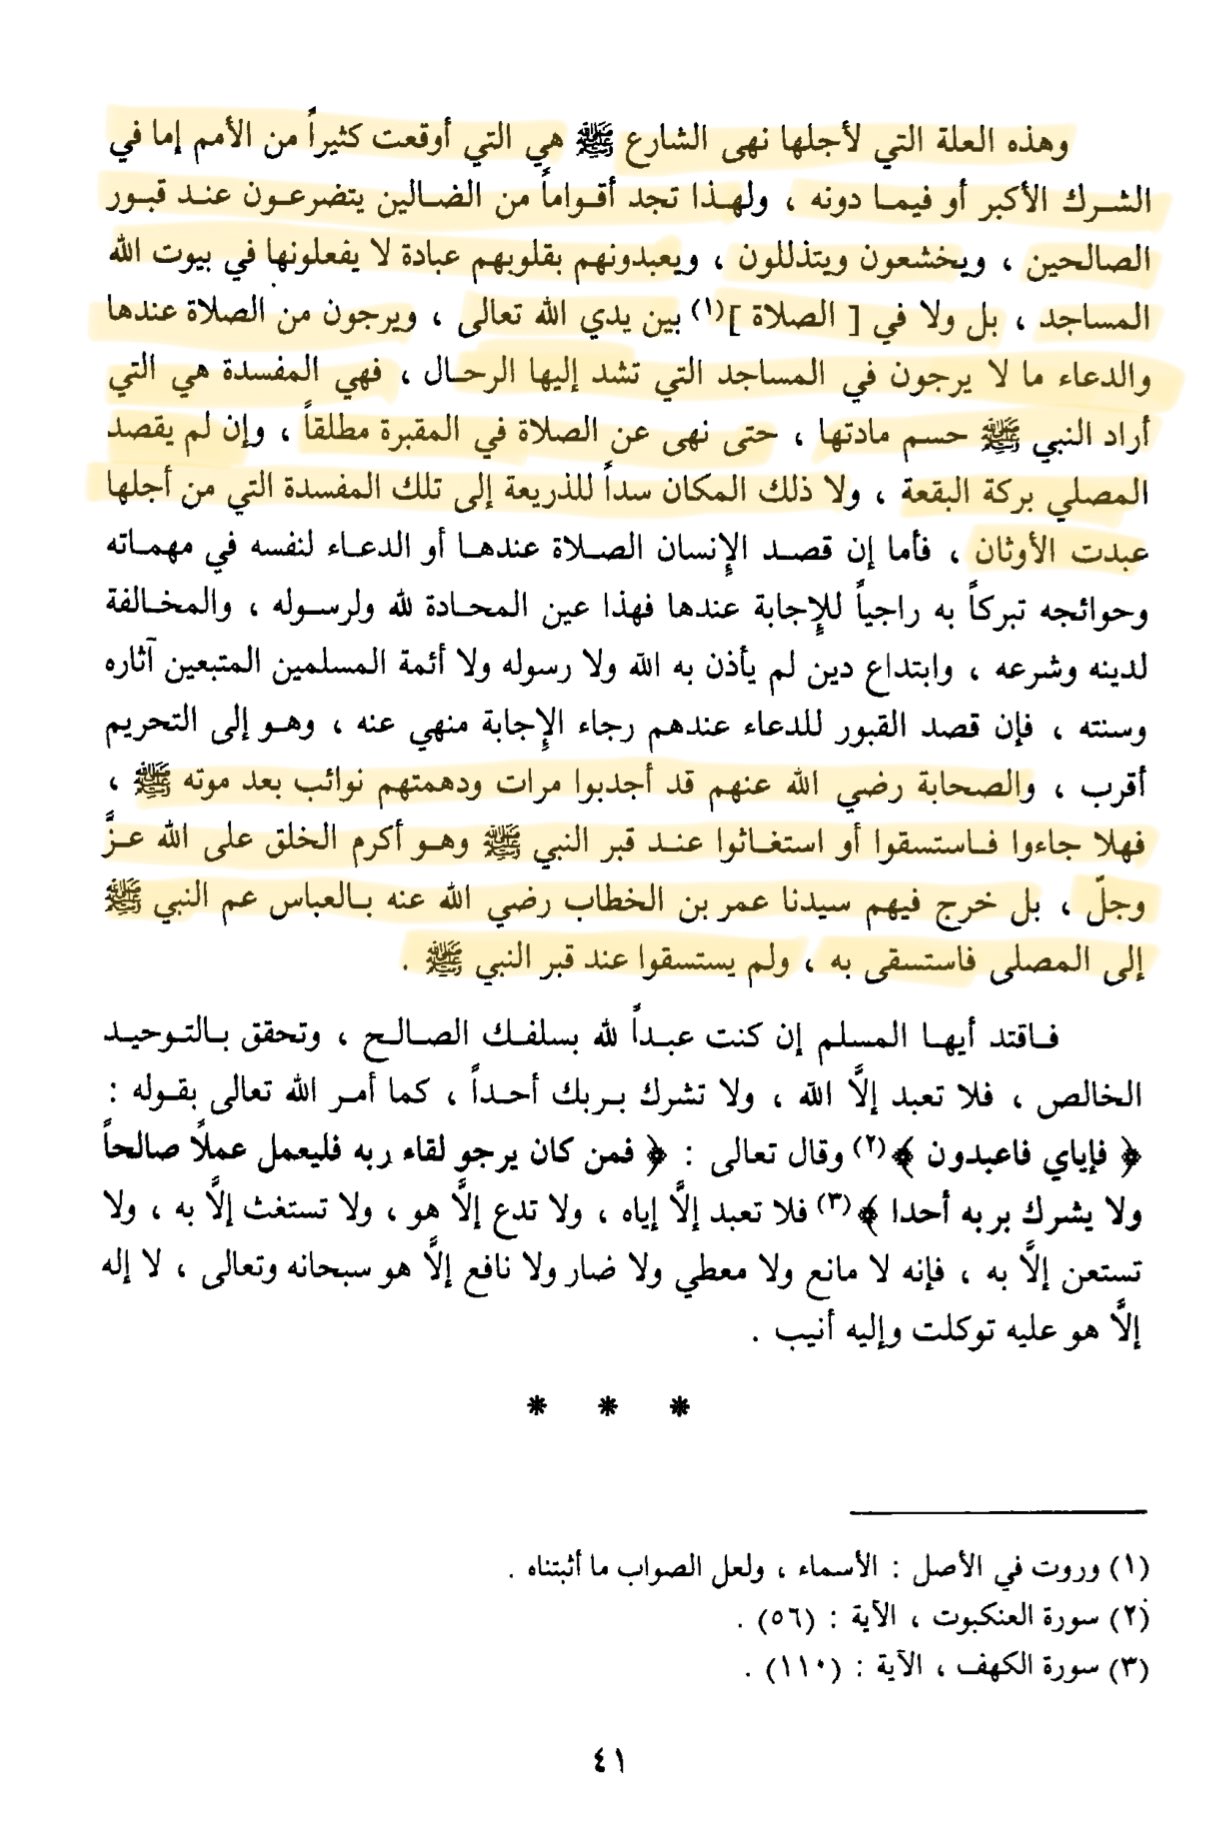 وهذه العلة التي لأجلها نهى الشارع ﷺ هي التي أوقعت كثيراً من الأمم إما في
الشرك الأكبر أو فيما دونه ، ولهذا تجد أقواماً من الضالين يتضرعون عند قبور
الصالحين ، ويخشعون ويتذللون ، ويعبدونهم بقلوبهم عبادة لا يفعلونها في بيوت الله
المساجد ، بل ولا في [ الصلاة ](١) بين يدي الله تعالى ، ويرجون من الصلاة عندها
والدعاء ما لا يرجون في المساجد التي تشد إليها الرحال ، فهي المفسدة هي التي
أراد النبي ﷺ حسم مادتها ، حتى نهى عن الصلاة في المقبرة مطلقاً ، وإن لم يقصد
المصلي بركة البقعة ، ولا ذلك المكان سداً للذريعة إلى تلك المفسدة التي من أجلها
عبدت الأوثان ، فأما إن قصد الإنسان الصلاة عندها أو الدعاء لنفسه في مهماته
وحوائجه تبركاً به راجياً للإجابة عندها فهذا عين المحادة لله ولرسوله ، والمخالفة
لدينه وشرعه ، وابتداع دين لم يأذن به الله ولا رسوله ولا أئمة المسلمين المتبعين آثاره
وسنته ، فإن قصد القبور للدعاء عندهم رجاء الإجابة منهي عنه ، وهو إلى التحريم
أقرب ، والصحابة رضي الله عنهم قد أجدبوا مرات ودهمتهم نوائب بعد موته ﷺ ،
فهلا جاءوا فاستسقوا أو استغاثوا عند قبر النبي ﷺ وهو أكرم الخلق على الله عزَّ
وجلّ ، بل خرج فيهم سيدنا عمر بن الخطاب رضي الله عنه بالعباس عم النبي ﷺ
إلى المصلى فاستسقى به ، ولم يستسقوا عند قبر النبي ﷺ .
فاقتد أيها المسلم إن كنت عبداً لله بسلفك الصالح ، وتحقق بالتوحيد
الخالص ، فلا تعبد إلَّا الله ، ولا تشرك بربك أحداً ، كما أمر الله تعالى بقوله :
﴿ فإياي فاعبدون ﴾(٢) وقال تعالى : ﴿ فمن كان يرجو لقاء ربه فليعمل عملًا صالحاً
ولا يشرك بربه أحدا ﴾(٣) فلا تعبد إلَّا إياه ، ولا تدع إلَّا هو ، ولا تستغث إلَّا به ، ولا
تستعن إلَّا به ، فإنه لا مانع ولا معطي ولا ضار ولا نافع إلَّا هو سبحانه وتعالى ، لا إله
إلَّا هو عليه توكلت وإليه أنيب .
* * *
(١) وروت في الأصل : الأسماء ، ولعل الصواب ما أثبتناه .
(٢) سورة العنكبوت ، الآية : (٥٦) .
(٣) سورة الكهف ، الآية : (١١٠) .
٤١